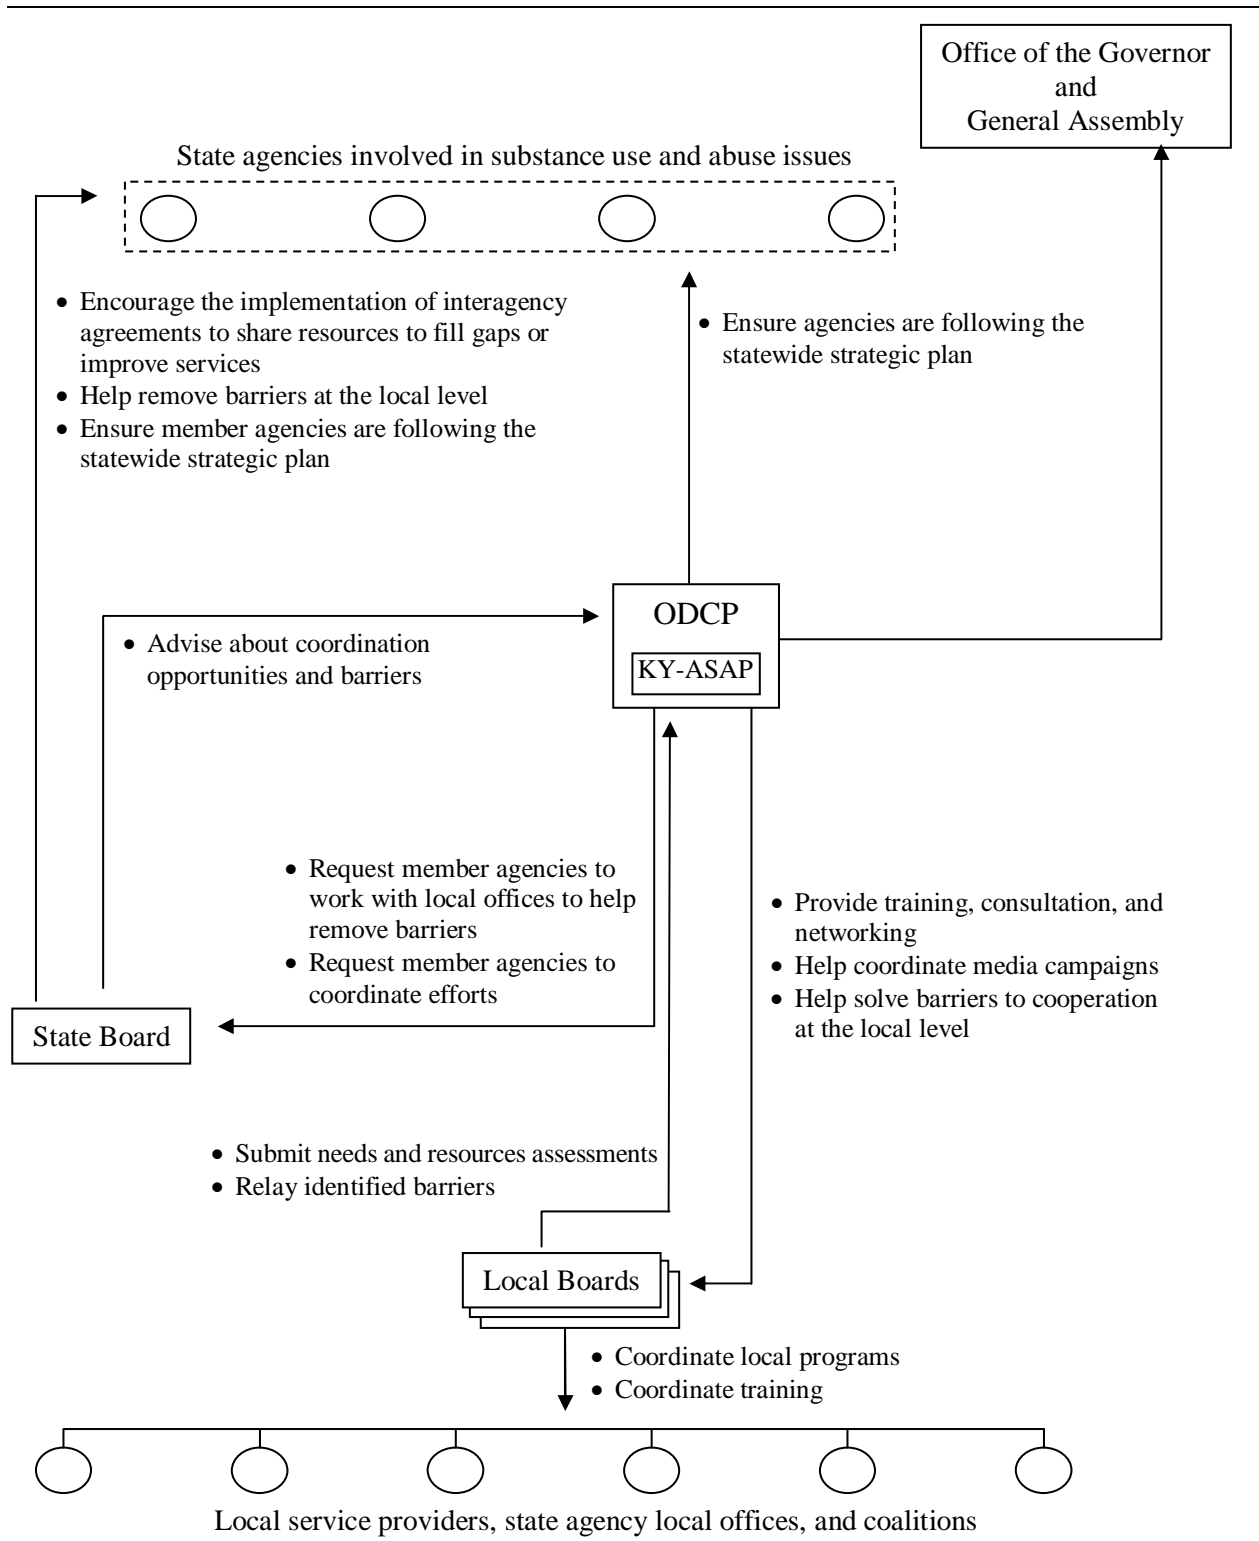 Office of the Governor
and
General Assembly
State agencies involved in substance use and abuse issues
• Encourage the implementation of interagency
agreements to share resources to fill gaps or
improve services
• Help remove barriers at the local level
• Ensure member agencies are following the
statewide strategic plan
• Ensure agencies are following the
statewide strategic plan
ODCP
KY-ASAP
• Advise about coordination
opportunities and barriers
• Request member agencies to
work with local offices to help
remove barriers
• Request member agencies to
coordinate efforts
• Provide training, consultation, and
networking
• Help coordinate media campaigns
• Help solve barriers to cooperation
at the local level
State Board
• Submit needs and resources assessments
• Relay identified barriers
Local Boards
• Coordinate local programs
• Coordinate training
Local service providers, state agency local offices, and coalitions